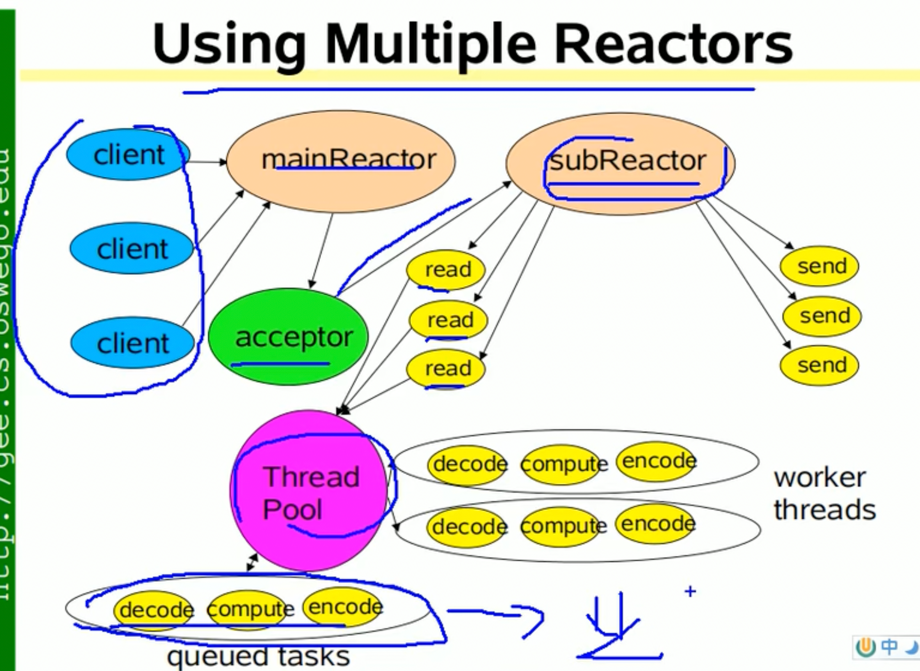 Using Multiple Reactors
client
mainReactor
subReactor
client
read
send
acceptor
read
send
client
read
send
Thread
Pool
decode compute encode
worker
threads
decode compute encode
decode compute encode
queued tasks
http://gee.cs.oswego.edu
中